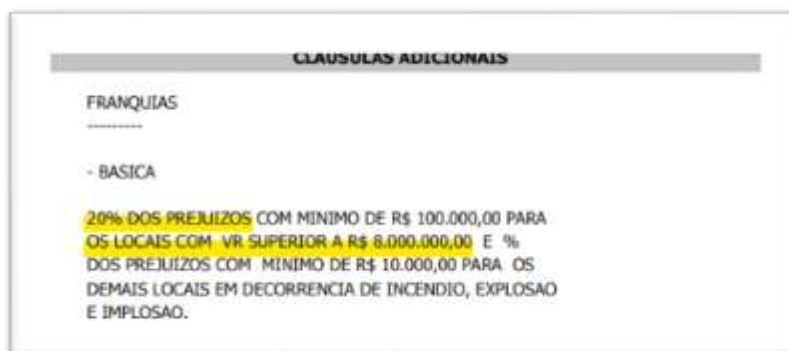 CLAUSULAS ADICIONAIS
FRANQUIAS
---------
- BASICA
20% DOS PREJUIZOS COM MINIMO DE R$ 100.000,00 PARA
OS LOCAIS COM VR SUPERIOR A R$ 8.000.000,00 E %
DOS PREJUIZOS COM MINIMO DE R$ 10.000,00 PARA OS
DEMAIS LOCAIS EM DECORRENCIA DE INCENDIO, EXPLOSAO
E IMPLOSAO.